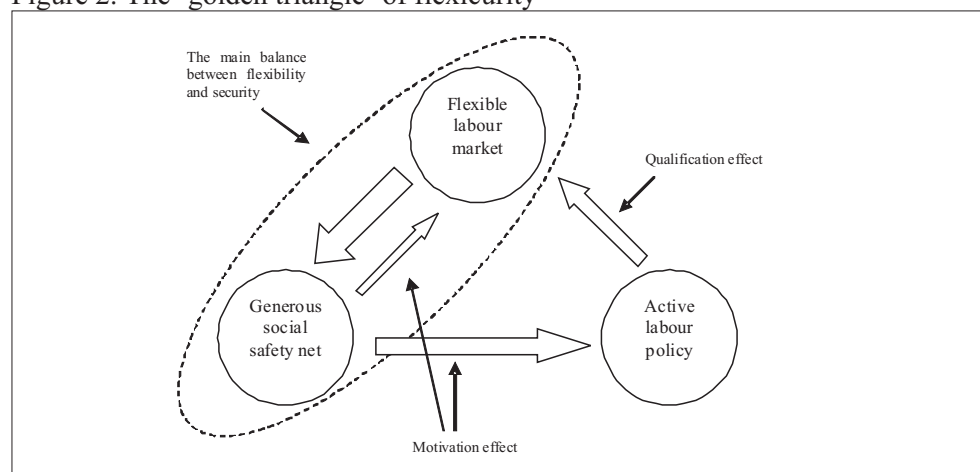 Figure 2. The "golden triangle" of flexicurity
The main balance
between flexibility
and security
Flexible
labour
market
Qualification effect
Generous
social
safety net
Active
labour
policy
Motivation effect